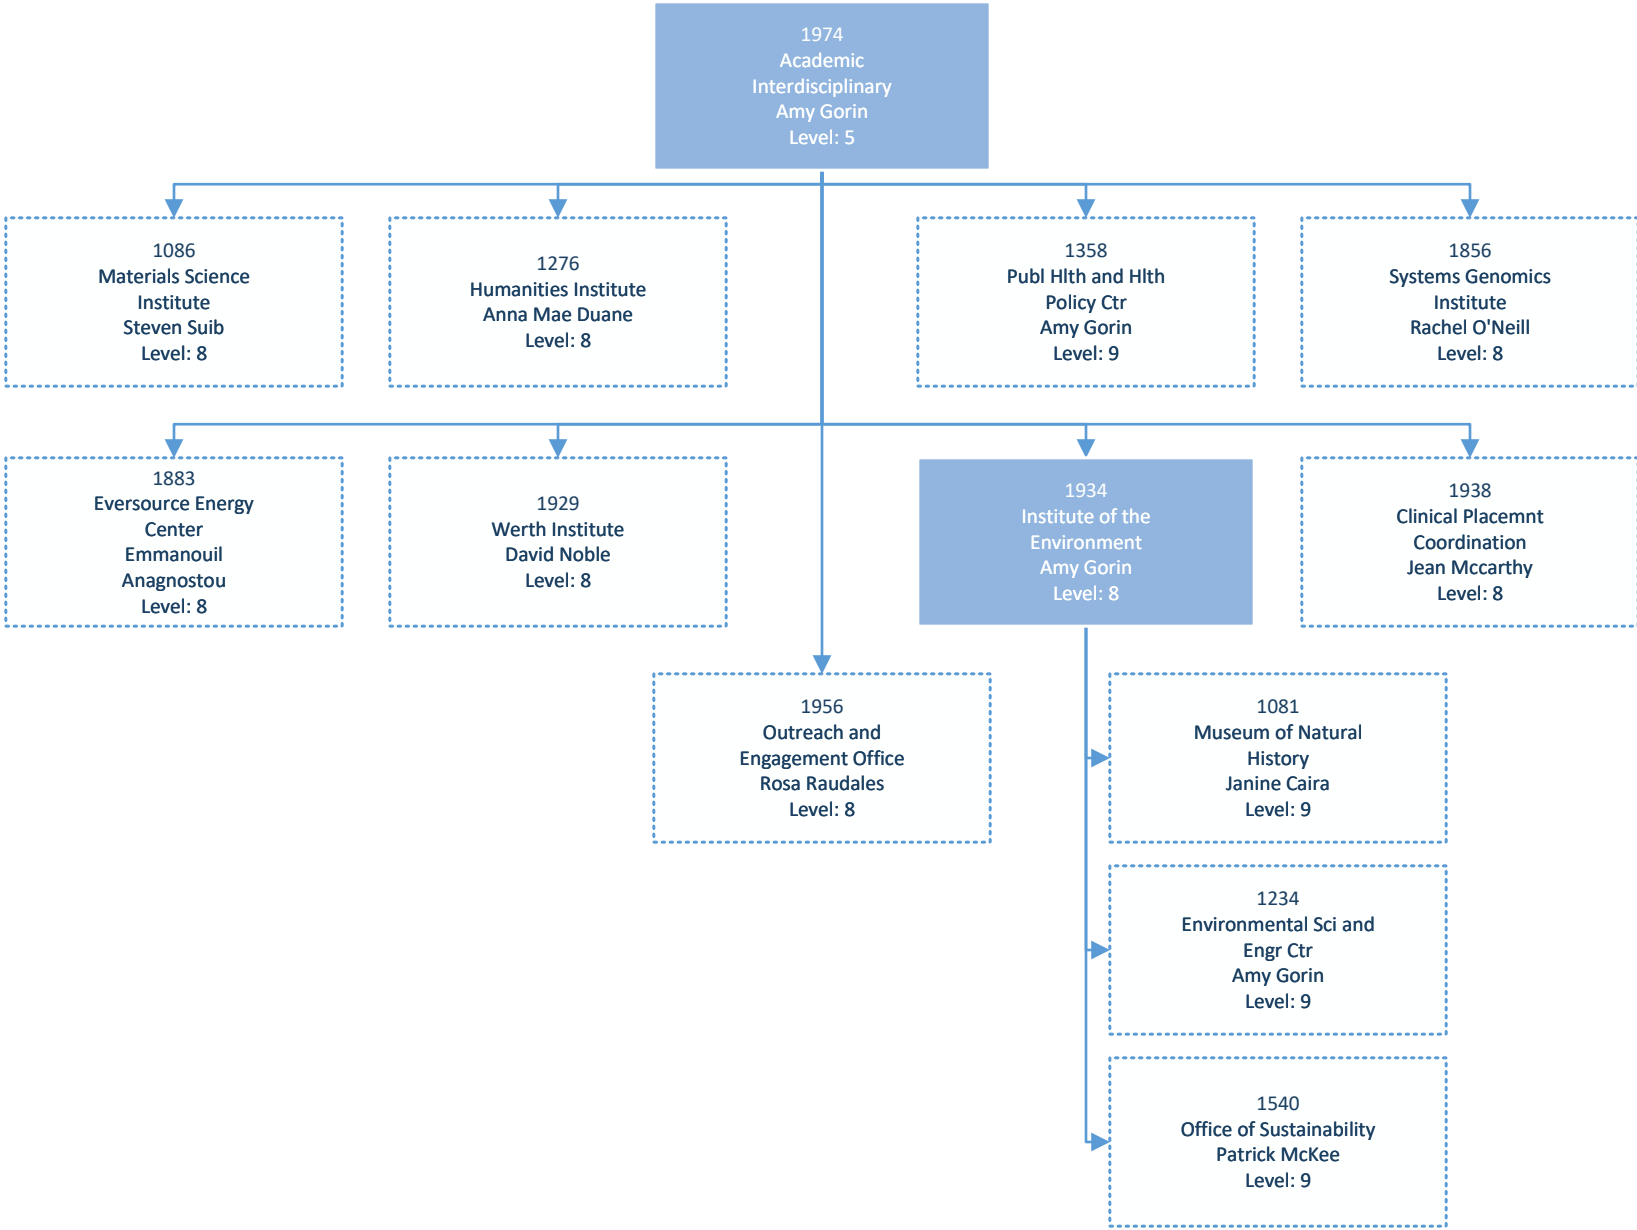 1974
Academic
Interdisciplinary
Amy Gorin
Level: 5
1086
Materials Science
Institute
Steven Suib
Level: 8
1276
Humanities Institute
Anna Mae Duane
Level: 8
1358
Publ Hlth and Hlth
Policy Ctr
Amy Gorin
Level: 9
1856
Systems Genomics
Institute
Rachel O'Neill
Level: 8
1883
Eversource Energy
Center
Emmanouil
Anagnostou
Level: 8
1929
Werth Institute
David Noble
Level: 8
1934
Institute of the
Environment
Amy Gorin
Level: 8
1938
Clinical Placemnt
Coordination
Jean Mccarthy
Level: 8
1956
Outreach and
Engagement Office
Rosa Raudales
Level: 8
1081
Museum of Natural
History
Janine Caira
Level: 9
1234
Environmental Sci and
Engr Ctr
Amy Gorin
Level: 9
1540
Office of Sustainability
Patrick McKee
Level: 9